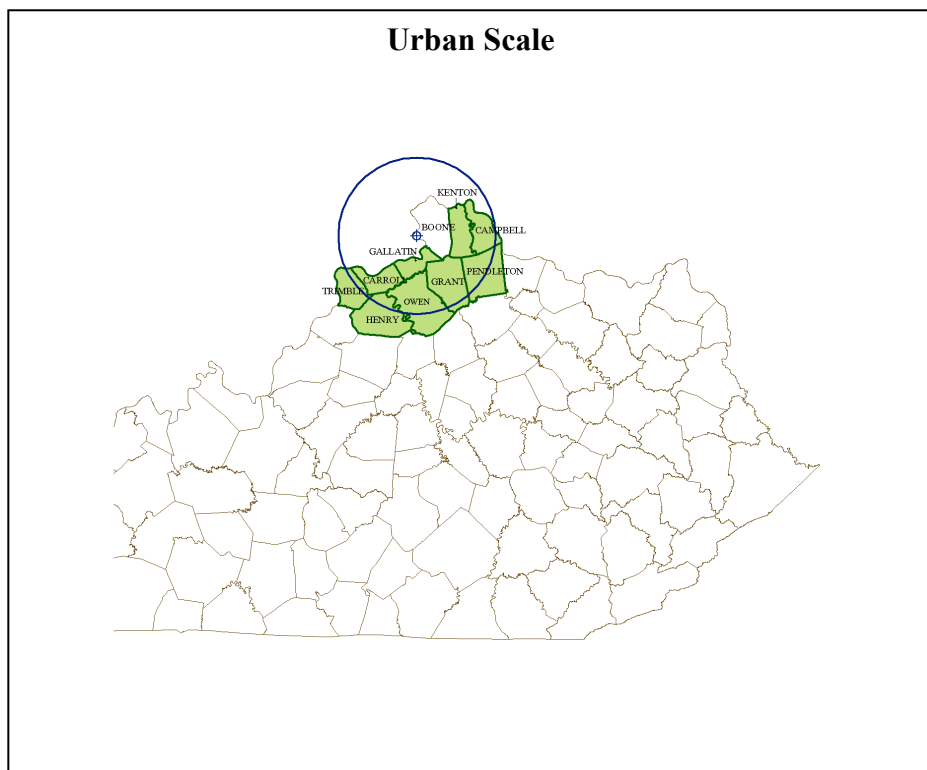 Urban Scale
KENTON
BOONE
CAMPBELL
GALLATIN
PENDLETON
CARROLL
GRANT
TRIMBLE
OWEN
HENRY